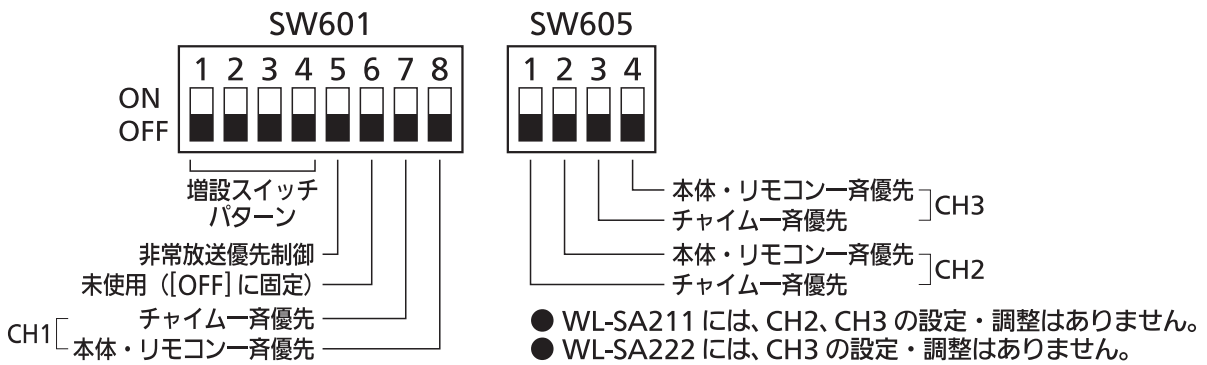 SW601
1 2 3 4 5 6 7 8
ON
OFF
増設スイッチ
パターン
非常放送優先制御
未使用（[OFF] に固定）
チャイム一斉優先
CH1
本体・リモコン一斉優先
SW605
1 2 3 4
本体・リモコン一斉優先
CH3
チャイム一斉優先
本体・リモコン一斉優先
CH2
チャイム一斉優先
● WL-SA211 には、CH2、CH3 の設定・調整はありません。
● WL-SA222 には、CH3 の設定・調整はありません。